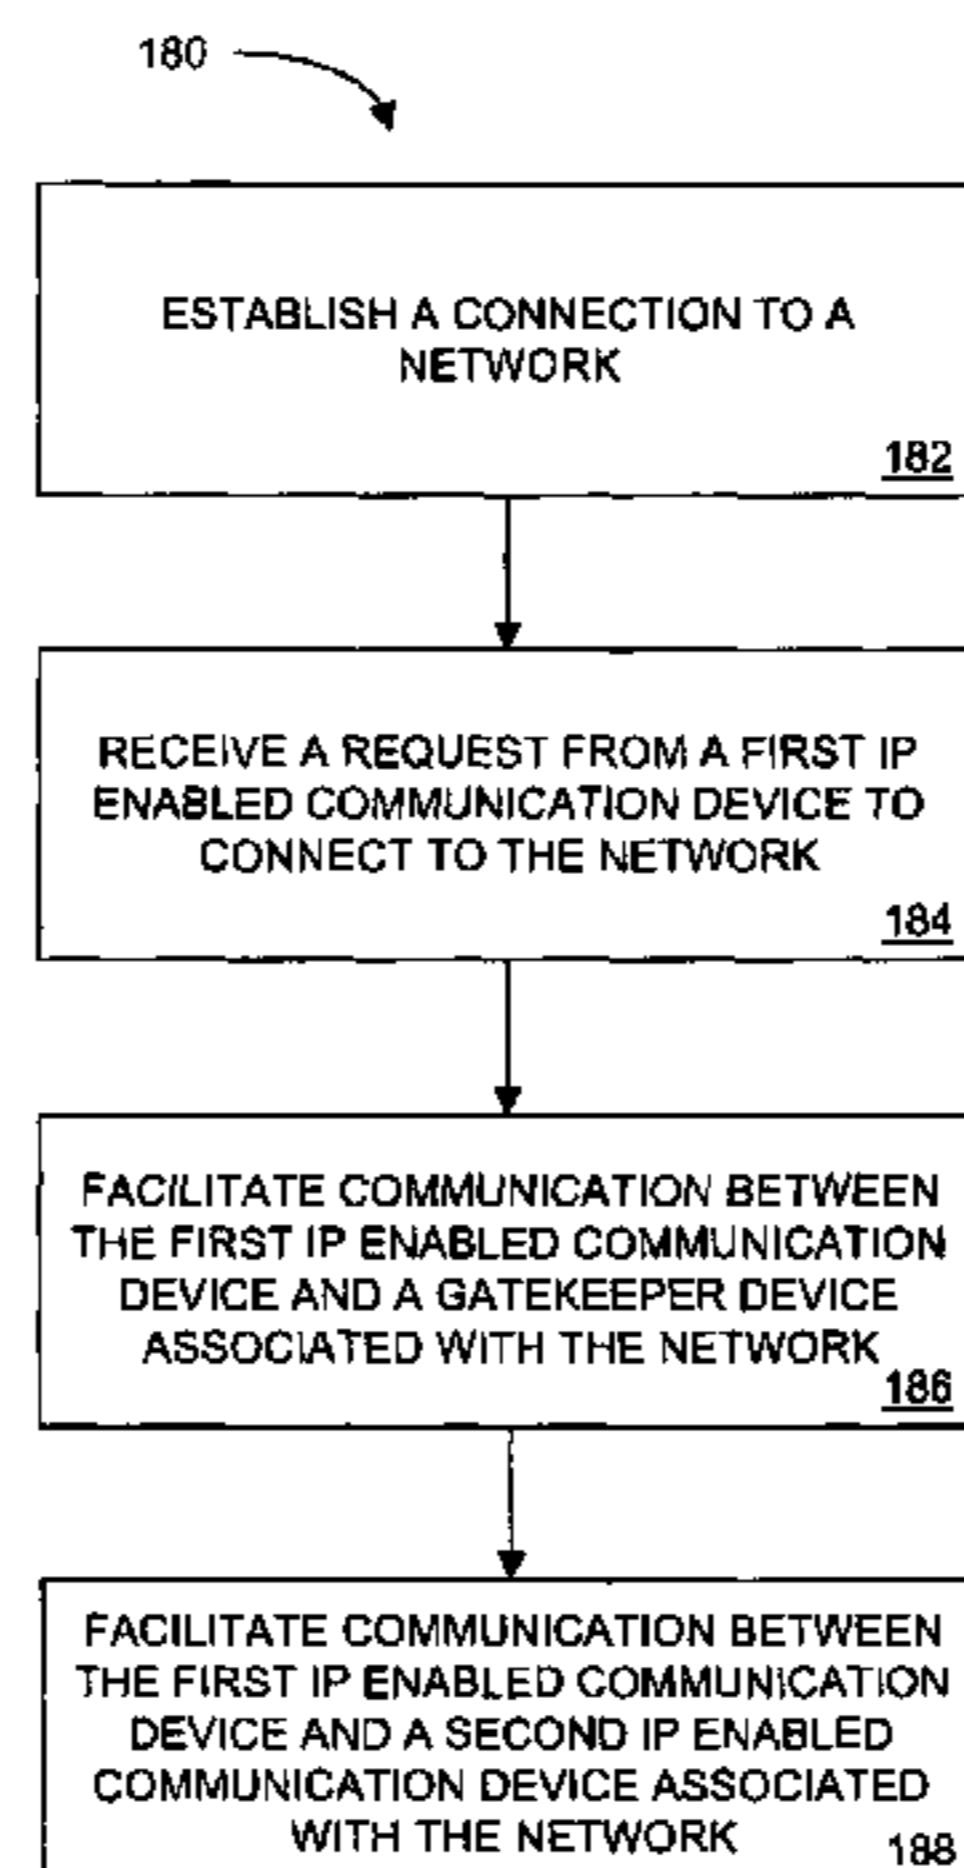 180
ESTABLISH A CONNECTION TO A
NETWORK
182
RECEIVE A REQUEST FROM A FIRST IP
ENABLED COMMUNICATION DEVICE TO
CONNECT TO THE NETWORK
184
FACILITATE COMMUNICATION BETWEEN
THE FIRST IP ENABLED COMMUNICATION
DEVICE AND A GATEKEEPER DEVICE
ASSOCIATED WITH THE NETWORK
186
FACILITATE COMMUNICATION BETWEEN
THE FIRST IP ENABLED COMMUNICATION
DEVICE AND A SECOND IP ENABLED
COMMUNICATION DEVICE ASSOCIATED
WITH THE NETWORK
188